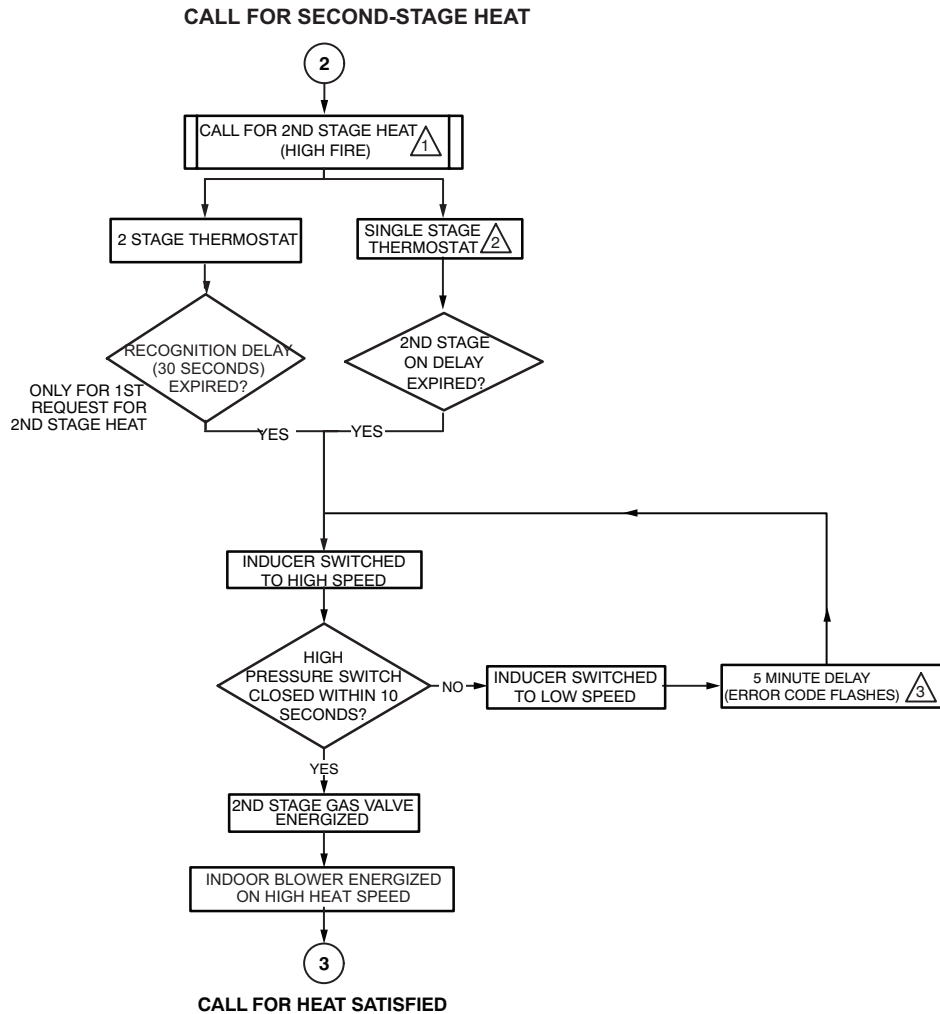 CALL FOR SECOND-STAGE HEAT
2
CALL FOR 2ND STAGE HEAT
(HIGH FIRE)
1
2 STAGE THERMOSTAT
SINGLE STAGE
THERMOSTAT
2
RECOGNITION DELAY
(30 SECONDS)
EXPIRED?
2ND STAGE
ON DELAY
EXPIRED?
ONLY FOR 1ST
REQUEST FOR
2ND STAGE HEAT
YES
YES
INDUCER SWITCHED
TO HIGH SPEED
HIGH
PRESSURE SWITCH
CLOSED WITHIN 10
SECONDS?
NO
INDUCER SWITCHED
TO LOW SPEED
5 MINUTE DELAY
(ERROR CODE FLASHES)
3
YES
2ND STAGE GAS VALVE
ENERGIZED
INDOOR BLOWER ENERGIZED
ON HIGH HEAT SPEED
3
CALL FOR HEAT SATISFIED